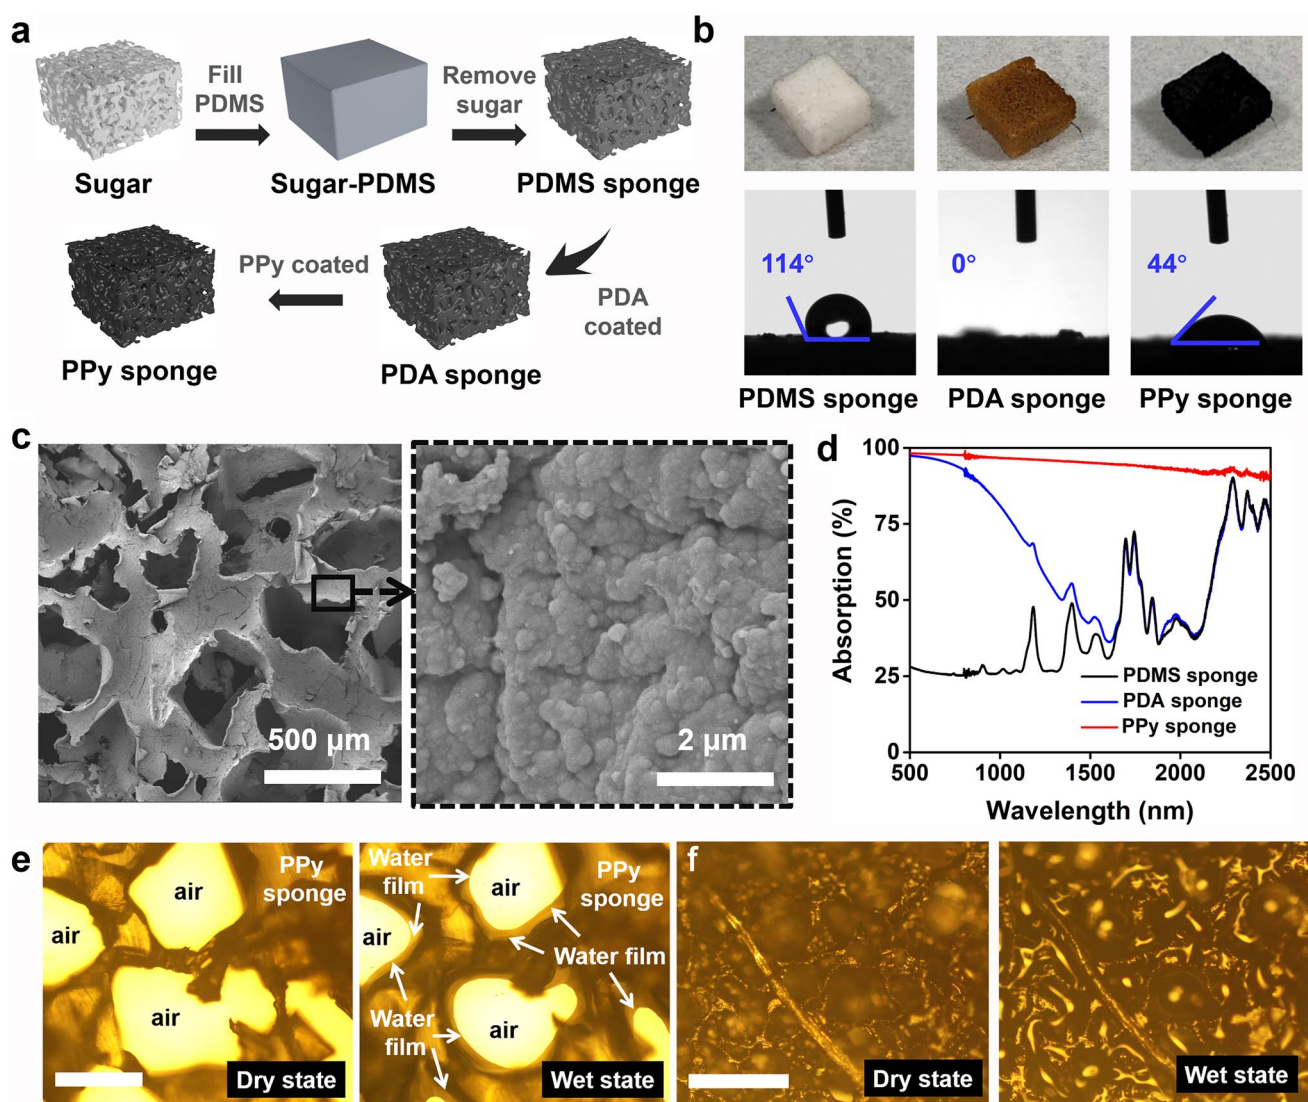 a
Fill
PDMS
Remove
sugar
Sugar
Sugar-PDMS
PDMS sponge
PPy coated
PDA
coated
PPy sponge
PDA sponge
b
114°
0°
44°
PDMS sponge
PDA sponge
PPy sponge
c
500 μm
2 μm
d
Absorption (%)
100
75
50
25
0
PDMS sponge
PDA sponge
PPy sponge
500
1000
1500
2000
2500
Wavelength (nm)
e
air
PPy
sponge
air
air
Dry state
Water
film
air
PPy
sponge
air
Water film
Water
film
air
Wet state
f
Dry state
Wet state